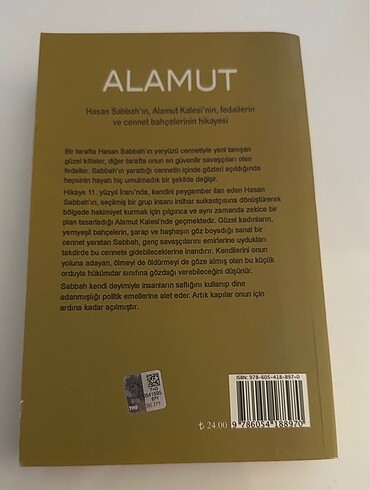 ALAMUT
Hasan Sabbah'ın, Alamut Kalesi'nin, fedailerin
ve cennet bahçelerinin hikayesi
Bir tarafta Hasan Sabbah'ın yeryüzü cennetiyle yeni tanışan
güzel köleler, diğer tarafta onun en güvenilir savaşçıları olan
fedailer. Sabbah'ın yarattığı cennetin içinde gözleri açıldığında
hepsinin hayatı hiç umulmadık bir şekilde değişir.
Hikaye 11. yüzyıl İranı'nda, kendini peygamber ilan eden Hasan
Sabbah'ın, seçilmiş bir grup insanı intihar suikastçısına dönüştürerek
bölgede hakimiyet kurmak için çılgınca ve aynı zamanda zekice bir
plan tasarladığı Alamut Kalesi'nde geçmektedir. Güzel kadınların,
yemyeşil bahçelerin, şarap ve haşhaşın göz boyadığı sanal bir
cennet yaratan Sabbah, genç savaşçılarını emirlerine uydukları
takdirde bu cennete gidebileceklerine inandırır. Kendilerini onun
yoluna adayan, ölmeyi de öldürmeyi de göze almış olan bu küçük
orduyla hükümdar sınıfına gözdağı verebileceğini düşünür.
Sabbah kendi deyimiyle insanların saflığını kullanıp dine
adanmışlığı politik emellerine alet eder. Artık kapılar onun için
ardına kadar açılmıştır.
ISBN: 978-605-418-897-0
₺ 24.00
9 786054 188970